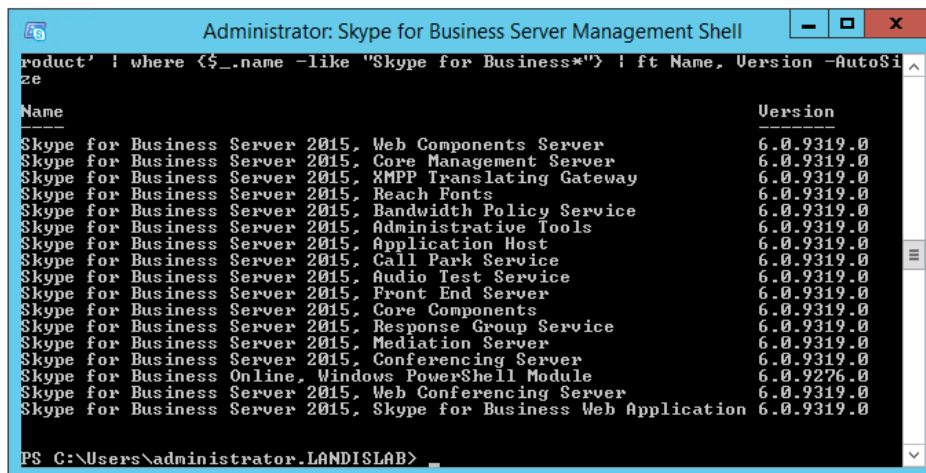 Administrator: Skype for Business Server Management Shell
roduct' | where {$_.name -like "Skype for Business*"} | ft Name, Version -AutoSi
ze
Name Version
---- -------
Skype for Business Server 2015, Web Components Server 6.0.9319.0
Skype for Business Server 2015, Core Management Server 6.0.9319.0
Skype for Business Server 2015, XMPP Translating Gateway 6.0.9319.0
Skype for Business Server 2015, Reach Fonts 6.0.9319.0
Skype for Business Server 2015, Bandwidth Policy Service 6.0.9319.0
Skype for Business Server 2015, Administrative Tools 6.0.9319.0
Skype for Business Server 2015, Application Host 6.0.9319.0
Skype for Business Server 2015, Call Park Service 6.0.9319.0
Skype for Business Server 2015, Audio Test Service 6.0.9319.0
Skype for Business Server 2015, Front End Server 6.0.9319.0
Skype for Business Server 2015, Core Components 6.0.9319.0
Skype for Business Server 2015, Response Group Service 6.0.9319.0
Skype for Business Server 2015, Mediation Server 6.0.9319.0
Skype for Business Server 2015, Conferencing Server 6.0.9319.0
Skype for Business Online, Windows PowerShell Module 6.0.9276.0
Skype for Business Server 2015, Web Conferencing Server 6.0.9319.0
Skype for Business Server 2015, Skype for Business Web Application 6.0.9319.0
PS C:\Users\administrator.LANDISLAB> _